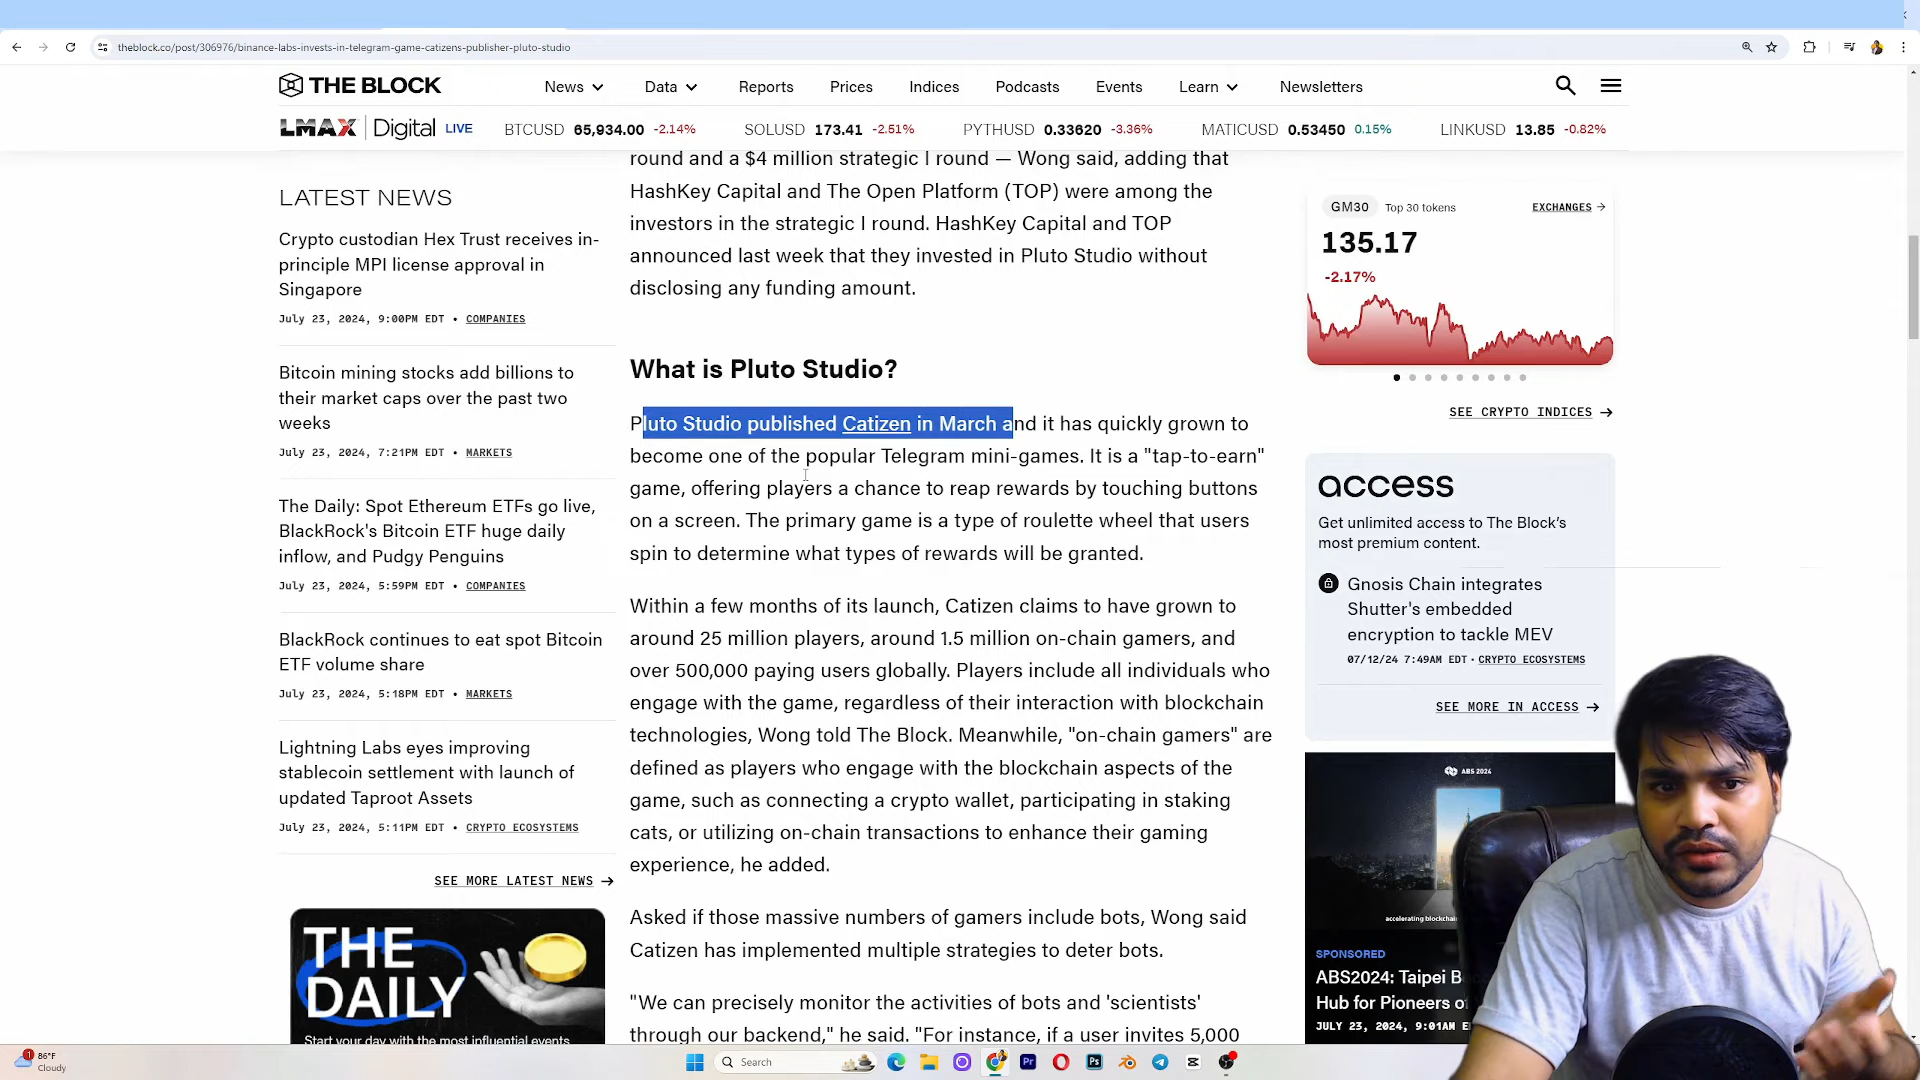 theblock.co/post/306976/binance-labs-invests-in-telegram-game-catizens-publisher-pluto-studio
THE BLOCK
News
Data
Reports
Prices
Indices
Podcasts
Events
Learn
Newsletters
LMAX Digital LIVE
BTCUSD 65,934.00 -2.14%
SOLUSD 173.41 -2.51%
PYTHUSD 0.33620 -3.36%
MATICUSD 0.53450 0.15%
LINKUSD 13.85 -0.82%
LATEST NEWS
Crypto custodian Hex Trust receives in-
principle MPI license approval in
Singapore
July 23, 2024, 9:00PM EDT • COMPANIES
Bitcoin mining stocks add billions to
their market caps over the past two
weeks
July 23, 2024, 7:21PM EDT • MARKETS
The Daily: Spot Ethereum ETFs go live,
BlackRock's Bitcoin ETF huge daily
inflow, and Pudgy Penguins
July 23, 2024, 5:59PM EDT • COMPANIES
BlackRock continues to eat spot Bitcoin
ETF volume share
July 23, 2024, 5:18PM EDT • MARKETS
Lightning Labs eyes improving
stablecoin settlement with launch of
updated Taproot Assets
July 23, 2024, 5:11PM EDT • CRYPTO ECOSYSTEMS
SEE MORE LATEST NEWS
THE
DAILY
Start your day with the most influential events
round and a $4 million strategic I round — Wong said, adding that
HashKey Capital and The Open Platform (TOP) were among the
investors in the strategic I round. HashKey Capital and TOP
announced last week that they invested in Pluto Studio without
disclosing any funding amount.
What is Pluto Studio?
Pluto Studio published Catizen in March and it has quickly grown to
become one of the popular Telegram mini-games. It is a "tap-to-earn"
game, offering players a chance to reap rewards by touching buttons
on a screen. The primary game is a type of roulette wheel that users
spin to determine what types of rewards will be granted.
Within a few months of its launch, Catizen claims to have grown to
around 25 million players, around 1.5 million on-chain gamers, and
over 500,000 paying users globally. Players include all individuals who
engage with the game, regardless of their interaction with blockchain
technologies, Wong told The Block. Meanwhile, "on-chain gamers" are
defined as players who engage with the blockchain aspects of the
game, such as connecting a crypto wallet, participating in staking
cats, or utilizing on-chain transactions to enhance their gaming
experience, he added.
Asked if those massive numbers of gamers include bots, Wong said
Catizen has implemented multiple strategies to deter bots.
"We can precisely monitor the activities of bots and 'scientists'
through our backend," he said. "For instance, if a user invites 5,000
GM30 Top 30 tokens EXCHANGES
135.17
-2.17%
SEE CRYPTO INDICES
access
Get unlimited access to The Block's
most premium content.
Gnosis Chain integrates
Shutter's embedded
encryption to tackle MEV
07/12/24 7:49AM EDT • CRYPTO ECOSYSTEMS
SEE MORE IN ACCESS
ABS 2024
accelerating
SPONSORED
ABS2024: Taipei
Hub for Pioneers
JULY 23, 2024, 9:01AM
1
86°F
Cloudy
Search
Pr
Ps